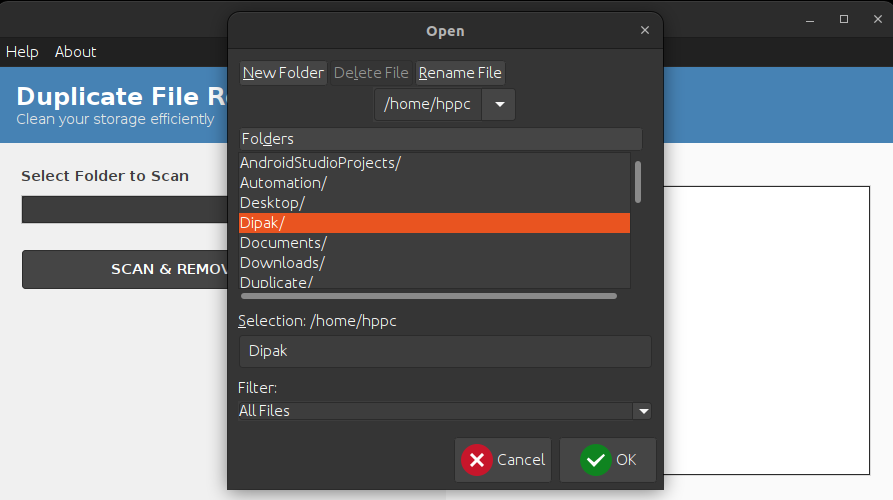 Open
Help About
Duplicate File
Clean your storage efficiently
Select Folder to Scan
SCAN &
New Folder Delete File Rename File
/home/hppc
Folders
AndroidStudioProjects/
Automation/
Desktop/
Dipak/
Documents/
Downloads/
Duplicate/
Selection: /home/hppc
Dipak
Filter:
All Files
Cancel OK